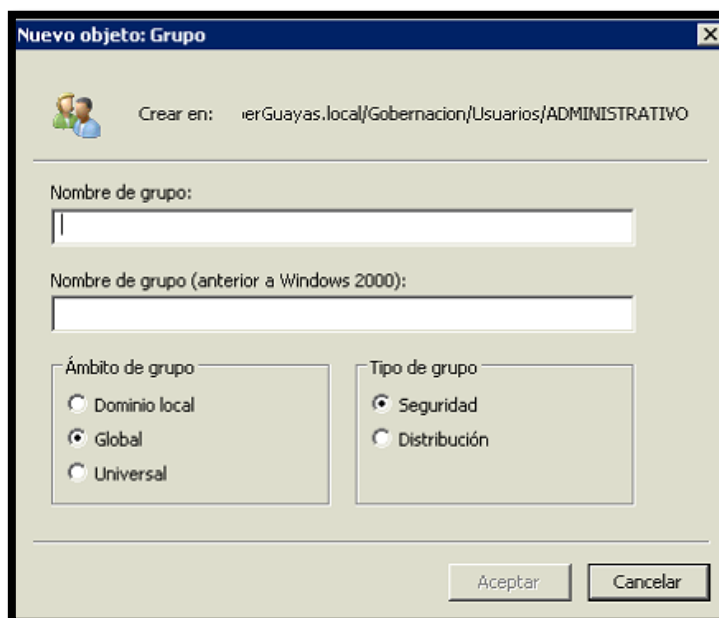 Nuevo objeto: Grupo
Crear en: erGuayas.local/Gobernacion/Usuarios/ADMINISTRATIVO
Nombre de grupo:
Nombre de grupo (anterior a Windows 2000):
Ámbito de grupo
Dominio local
Global
Universal
Tipo de grupo
Seguridad
Distribución
Aceptar
Cancelar